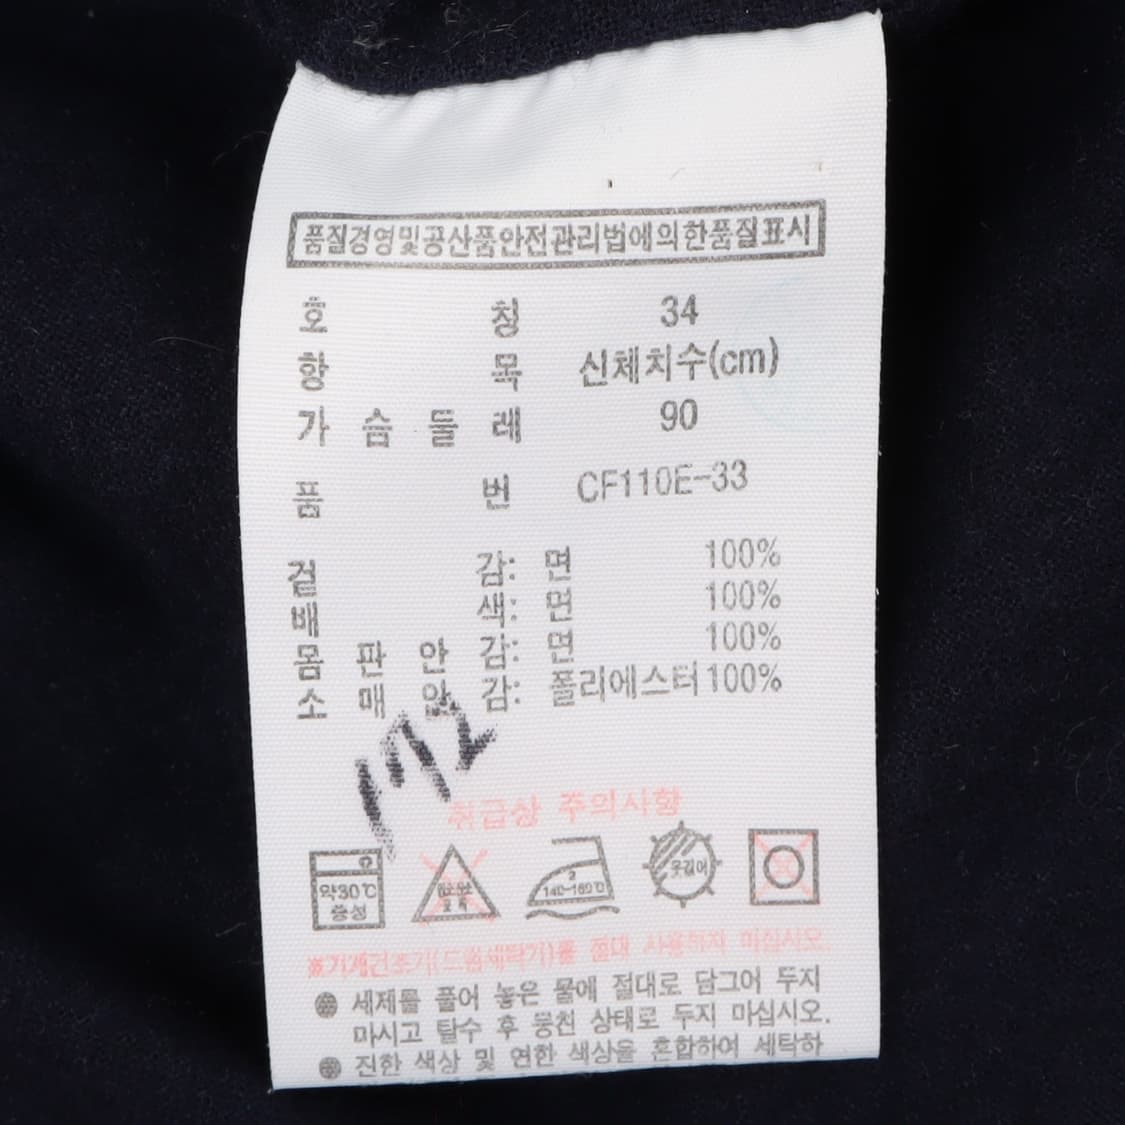 품질경영및공산품안전관리법에의한품질표시
호 칭 34
항 목 신체치수(cm)
가 슴 둘 레 90
품 번 CF110E-33
겉 감: 면 100%
배 색: 면 100%
몸 판 안 감: 면 100%
소 매 안 감: 폴리에스터 100%
172
취급상 주의사항
약30℃
중성
2
140~160℃
옷걸이
※기계건조기(드럼세탁기)를 절대 사용하지 마십시오.
● 세제를 풀어 놓은 물에 절대로 담그어 두지
마시고 탈수 후 뭉친 상태로 두지 마십시오.
● 진한 색상 및 연한 색상을 혼합하여 세탁하